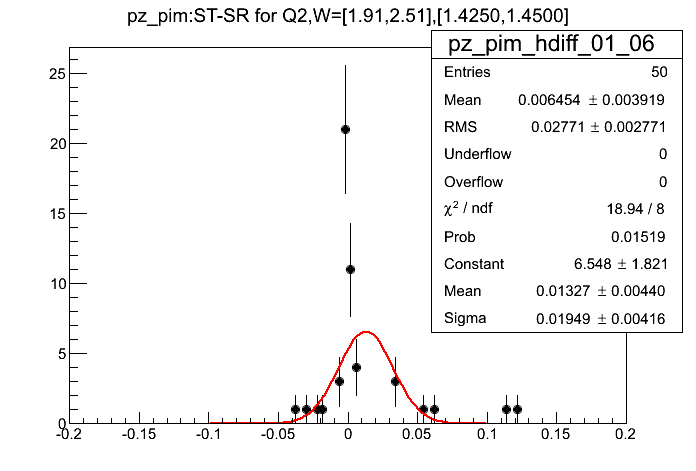 pz_pim:ST-SR for Q2,W=[1.91,2.51],[1.4250,1.4500]
pz_pim_hdiff_01_06
Entries 50
Mean 0.006454 ± 0.003919
RMS 0.02771 ± 0.002771
Underflow 0
Overflow 0
χ² / ndf 18.94 / 8
Prob 0.01519
Constant 6.548 ± 1.821
Mean 0.01327 ± 0.00440
Sigma 0.01949 ± 0.00416
25
20
15
10
5
0
-0.2 -0.15 -0.1 -0.05 0 0.05 0.1 0.15 0.2